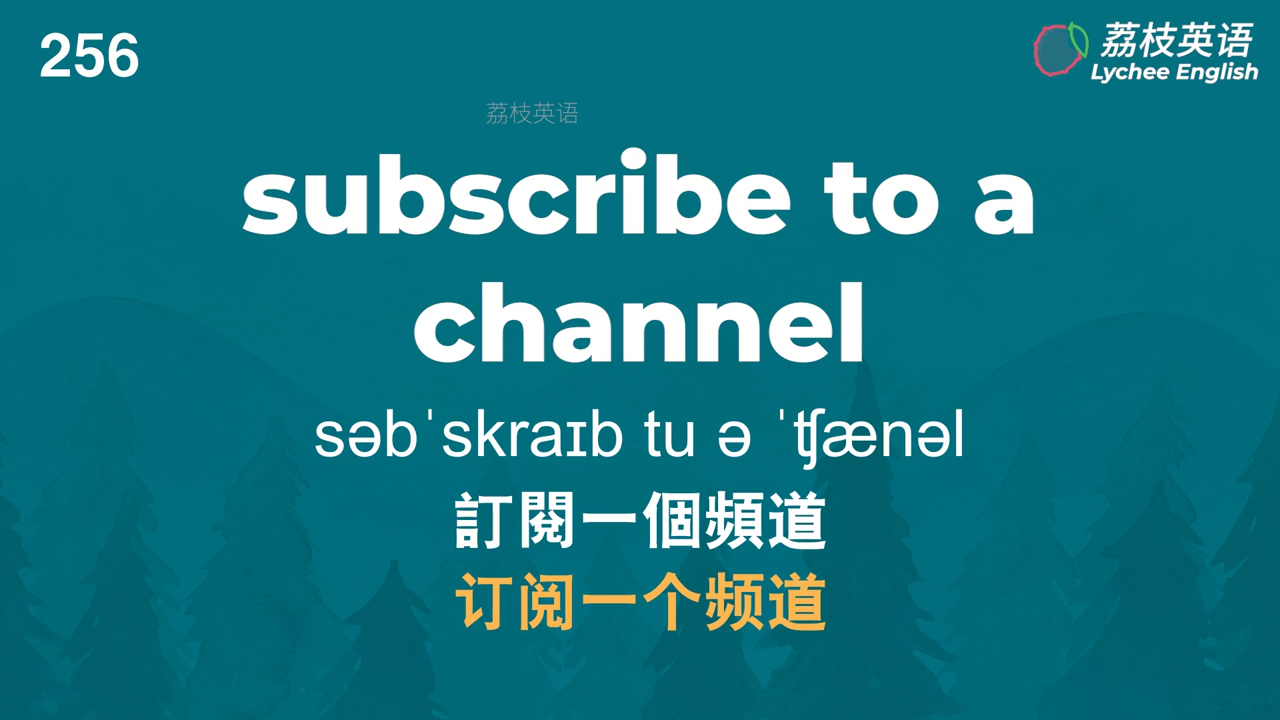 256
荔枝英语
Lychee English
荔枝英语
subscribe to a
channel
səbˈskraɪb tu ə ˈʧænəl
訂閱一個頻道
订阅一个频道